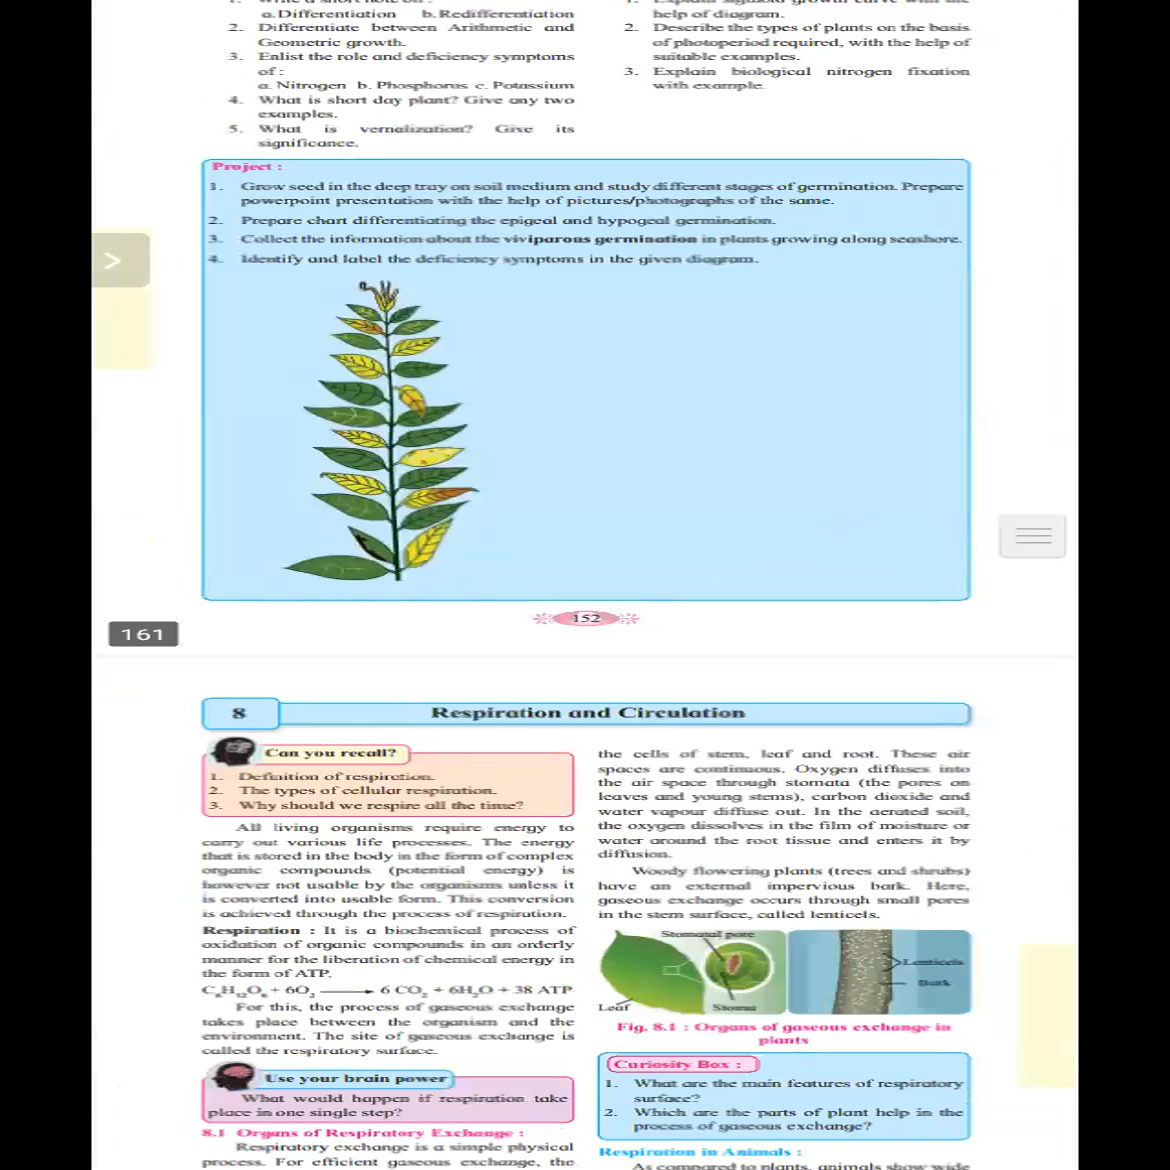 a. Differentiation b. Redifferentiation
2. Differentiate between Arithmetic and
Geometric growth.
3. Enlist the role and deficiency symptoms
of :
a. Nitrogen b. Phosphorus c. Potassium
4. What is short day plant? Give any two
examples.
5. What is vernalization? Give its
significance.
help of diagram.
2. Describe the types of plants on the basis
of photoperiod required, with the help of
suitable examples.
3. Explain biological nitrogen fixation
with example.
Project :
1. Grow seed in the deep tray on soil medium and study different stages of germination. Prepare
powerpoint presentation with the help of pictures/photographs of the same.
2. Prepare chart differentiating the epigeal and hypogeal germination.
3. Collect the information about the viviparous germination in plants growing along seashore.
4. Identify and label the deficiency symptoms in the given diagram.
152
161
8 Respiration and Circulation
Can you recall?
1. Definition of respiration.
2. The types of cellular respiration.
3. Why should we respire all the time?
All living organisms require energy to
carry out various life processes. The energy
that is stored in the body in the form of complex
organic compounds (potential energy) is
however not usable by the organisms unless it
is converted into usable form. This conversion
is achieved through the process of respiration.
Respiration : It is a biochemical process of
oxidation of organic compounds in an orderly
manner for the liberation of chemical energy in
the form of ATP.
C₆H₁₂O₆ + 6O₂ ⟶ 6 CO₂ + 6H₂O + 38 ATP
For this, the process of gaseous exchange
takes place between the organism and the
environment. The site of gaseous exchange is
called the respiratory surface.
Use your brain power
What would happen if respiration take
place in one single step?
8.1 Organs of Respiratory Exchange :
Respiratory exchange is a simple physical
process. For efficient gaseous exchange, the
the cells of stem, leaf and root. These air
spaces are continuous. Oxygen diffuses into
the air space through stomata (the pores on
leaves and young stems), carbon dioxide and
water vapour diffuse out. In the aerated soil,
the oxygen dissolves in the film of moisture or
water around the root tissue and enters it by
diffusion.
Woody flowering plants (trees and shrubs)
have an external impervious bark. Here,
gaseous exchange occurs through small pores
in the stem surface, called lenticels.
Stomatal pore
Lenticels
Bark
Leaf
Stoma
Fig. 8.1 : Organs of gaseous exchange in
plants
Curiosity Box :
1. What are the main features of respiratory
surface?
2. Which are the parts of plant help in the
process of gaseous exchange?
Respiration in Animals :
As compared to plants, animals show wide